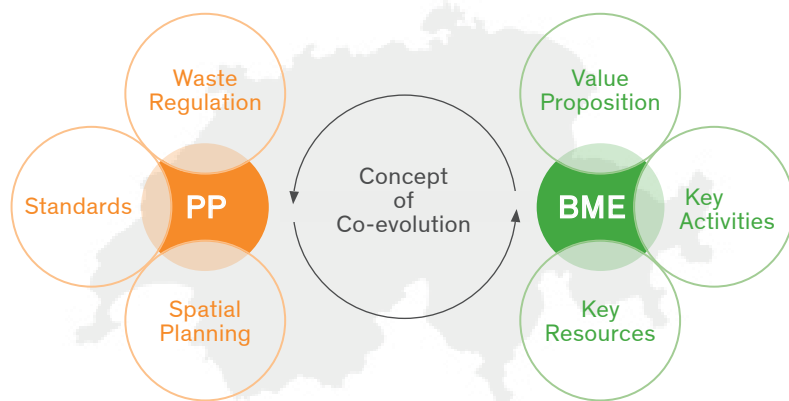 Waste
Regulation
Standards
PP
Spatial
Planning
Concept
of
Co-evolution
Value
Proposition
BME
Key
Activities
Key
Resources